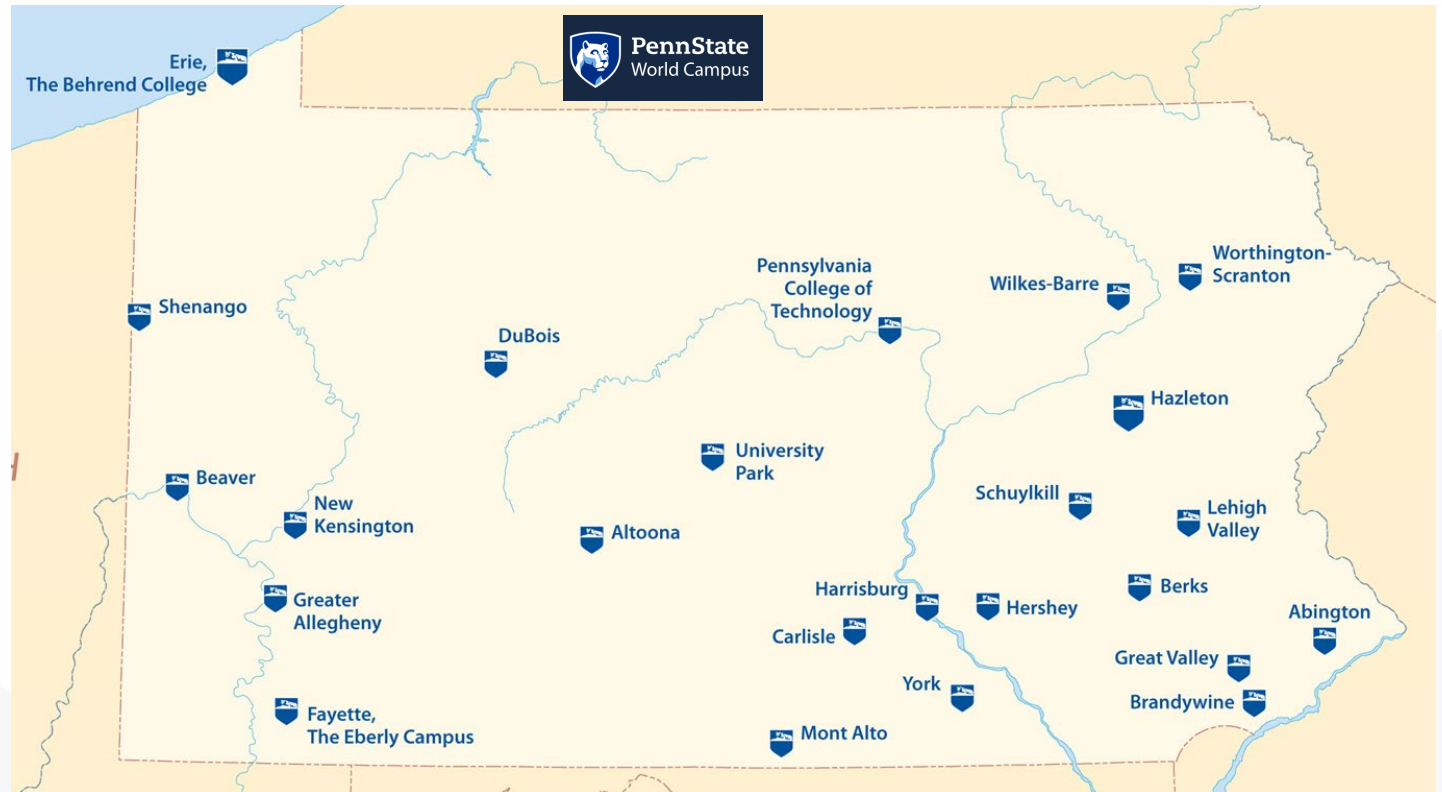 PennState
World Campus
Erie,
The Behrend College
Worthington-
Scranton
Pennsylvania
College of
Technology
Wilkes-Barre
Shenango
DuBois
Hazleton
University
Park
Beaver
Schuylkill
New
Kensington
Lehigh
Valley
Altoona
Harrisburg
Berks
Greater
Allegheny
Hershey
Abington
Carlisle
Great Valley
York
Brandywine
Fayette,
The Eberly Campus
Mont Alto